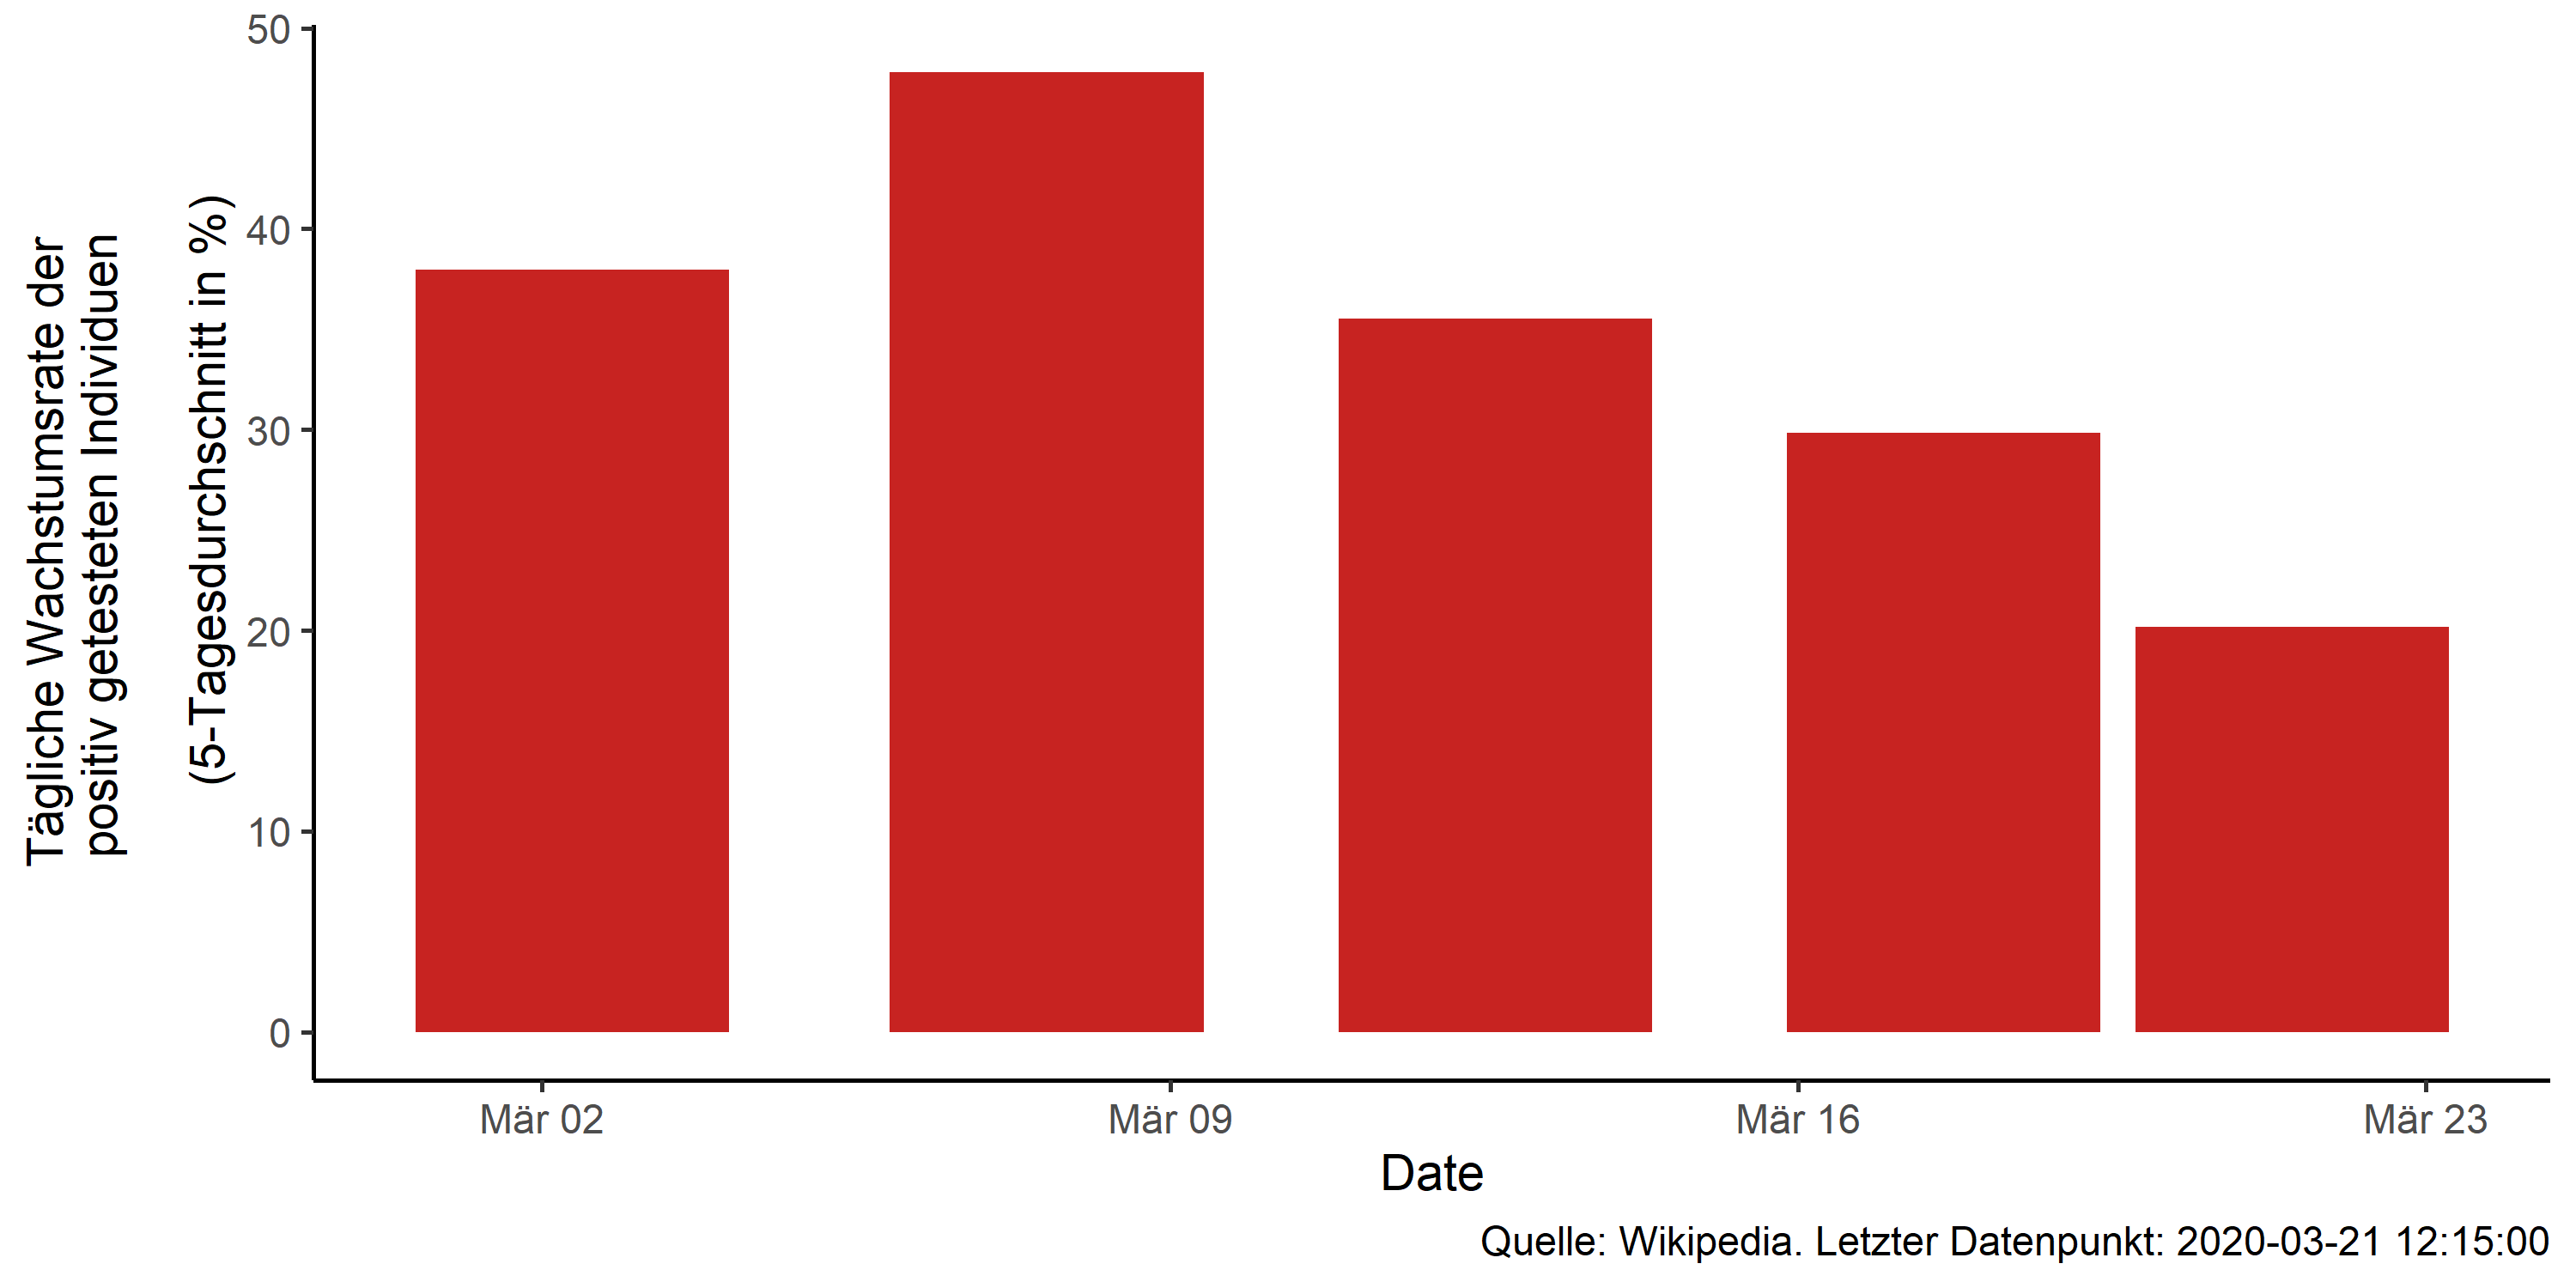 Tägliche Wachstumsrate der
positiv getesteten Individuen
(5-Tagesdurchschnitt in %)
50
40
30
20
10
0
Mär 02
Mär 09
Mär 16
Mär 23
Date
Quelle: Wikipedia. Letzter Datenpunkt: 2020-03-21 12:15:00